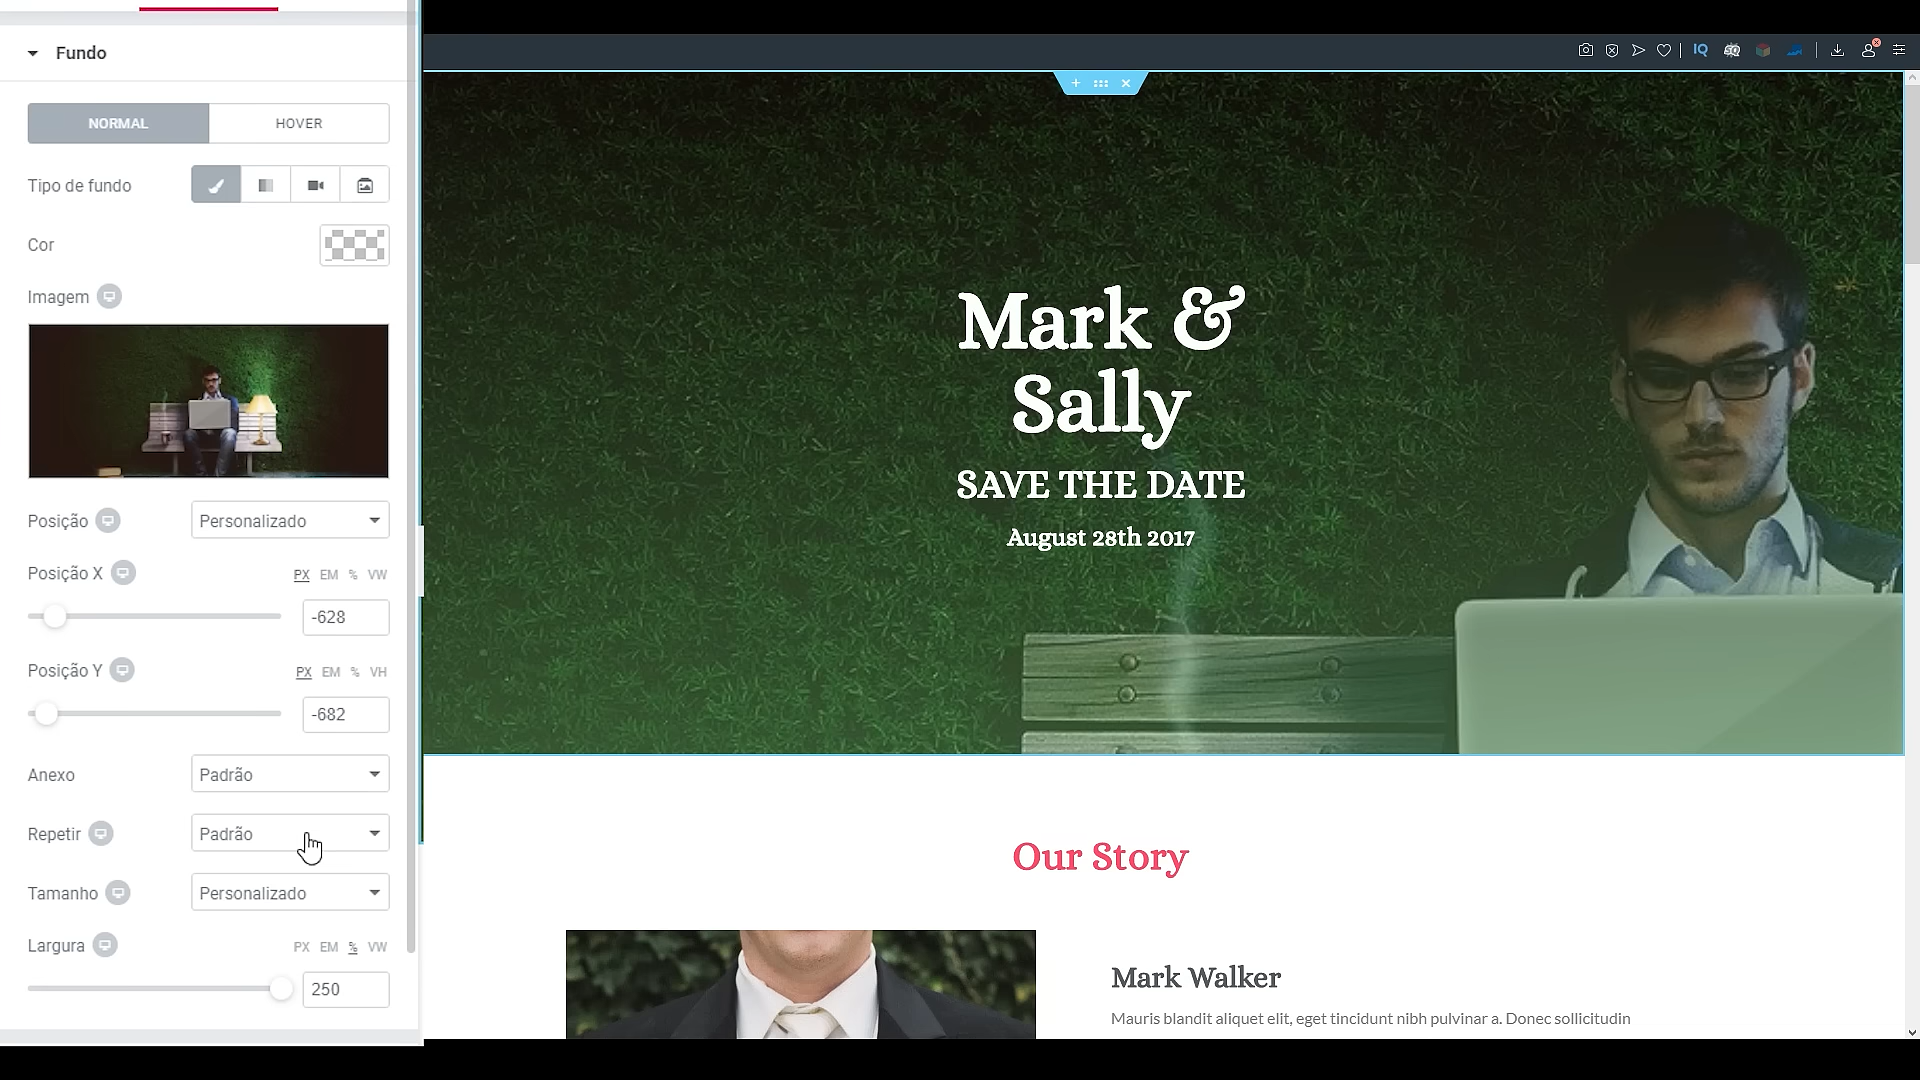 Fundo
NORMAL HOVER
Tipo de fundo
Cor
Imagem
Posição Personalizado
Posição X PX EM % VW
-628
Posição Y PX EM % VH
-682
Anexo Padrão
Repetir Padrão
Tamanho Personalizado
Largura PX EM % VW
250
IQ
Mark &
Sally
SAVE THE DATE
August 28th 2017
Our Story
Mark Walker
Mauris blandit aliquet elit, eget tincidunt nibh pulvinar a. Donec sollicitudin